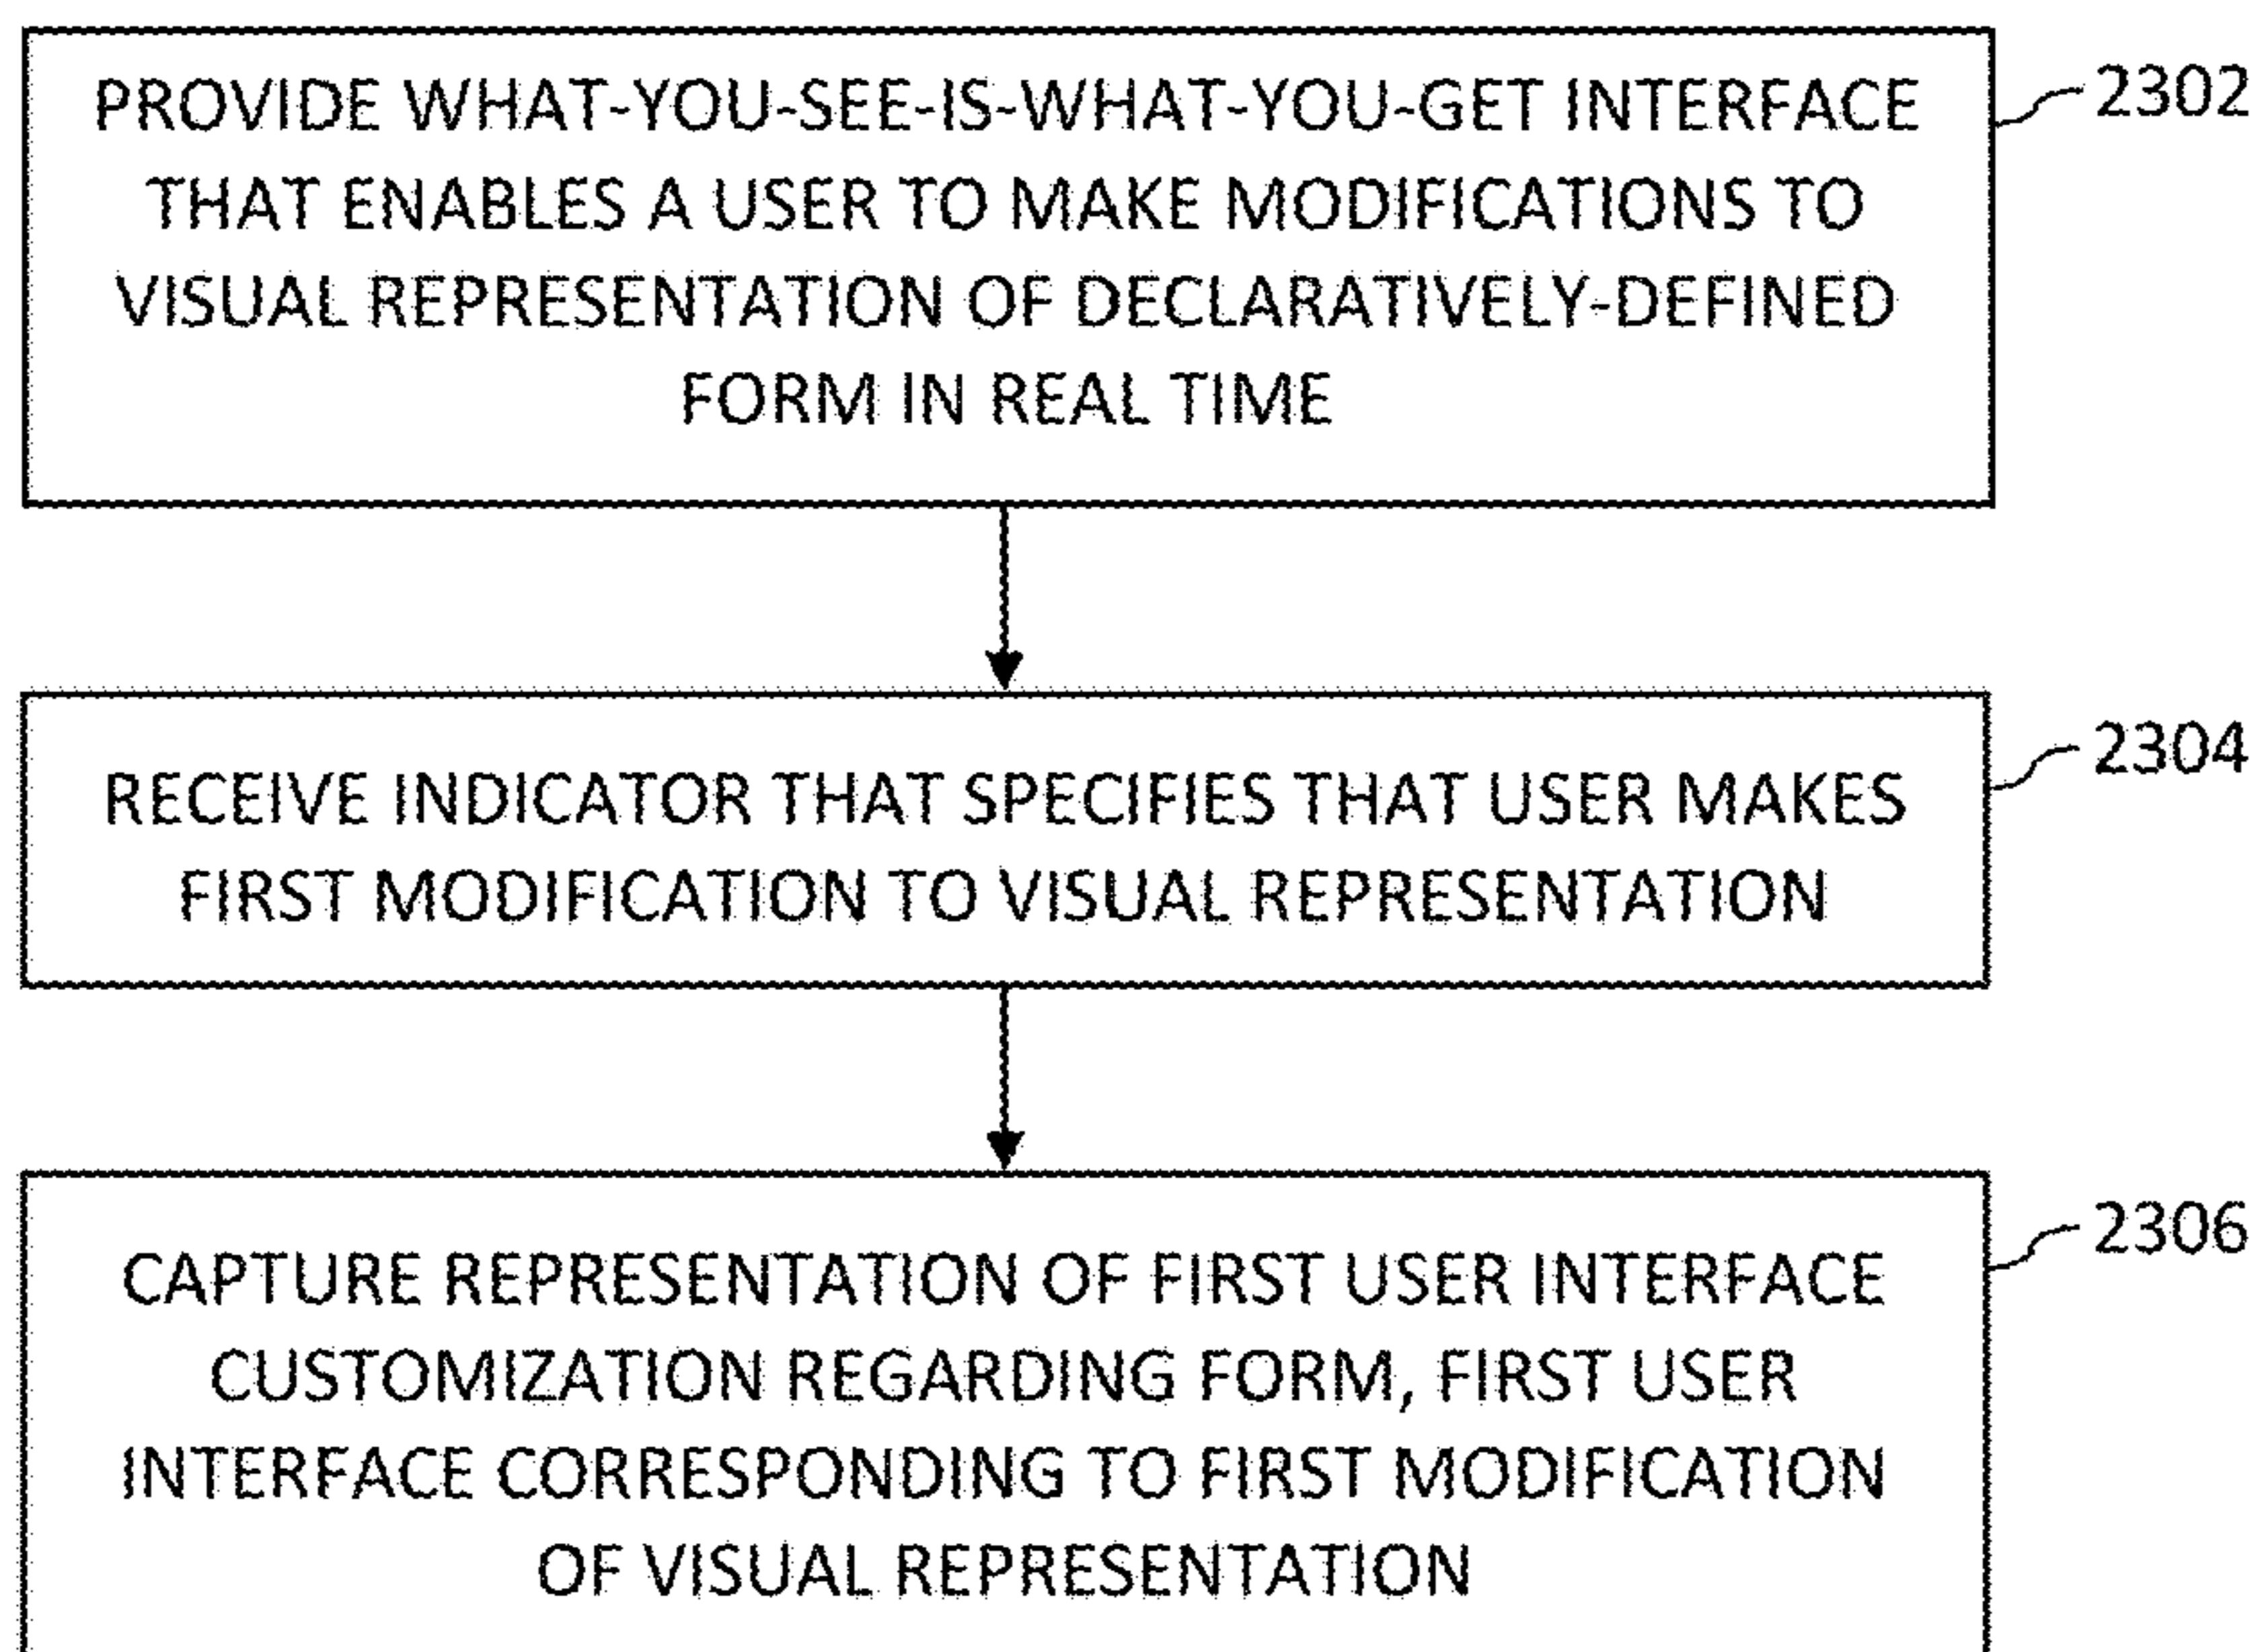 PROVIDE WHAT-YOU-SEE-IS-WHAT-YOU-GET INTERFACE
THAT ENABLES A USER TO MAKE MODIFICATIONS TO
VISUAL REPRESENTATION OF DECLARATIVELY-DEFINED
FORM IN REAL TIME
2302
RECEIVE INDICATOR THAT SPECIFIES THAT USER MAKES
FIRST MODIFICATION TO VISUAL REPRESENTATION
2304
CAPTURE REPRESENTATION OF FIRST USER INTERFACE
CUSTOMIZATION REGARDING FORM, FIRST USER
INTERFACE CORRESPONDING TO FIRST MODIFICATION
OF VISUAL REPRESENTATION
2306